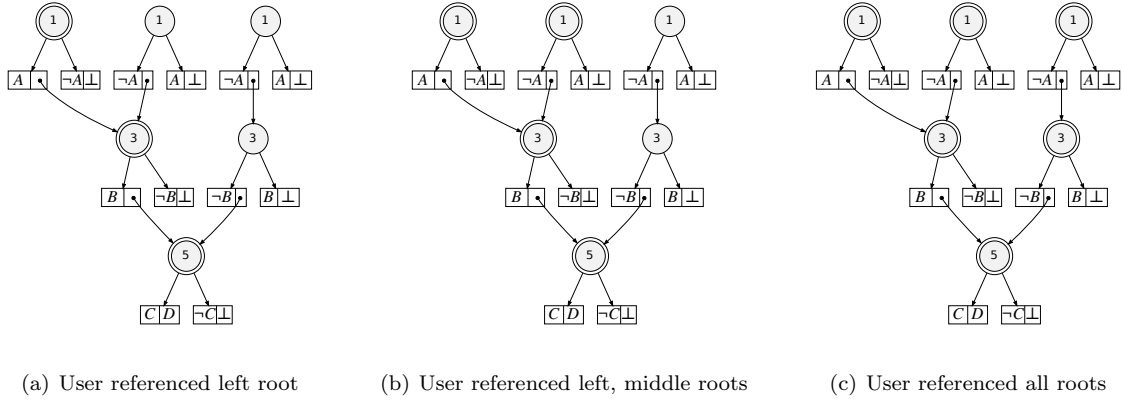 1 1 1 1 1 1 1 1 1
A ¬A ⊥ ¬A A ⊥ ¬A A ⊥ A ¬A ⊥ ¬A A ⊥ ¬A A ⊥ A ¬A ⊥ ¬A A ⊥ ¬A A ⊥
3 3 3 3 3 3
B ¬B ⊥ ¬B B ⊥ B ¬B ⊥ ¬B B ⊥ B ¬B ⊥ ¬B B ⊥
5 5 5
C D ¬C ⊥ C D ¬C ⊥ C D ¬C ⊥
(a) User referenced left root (b) User referenced left, middle roots (c) User referenced all roots